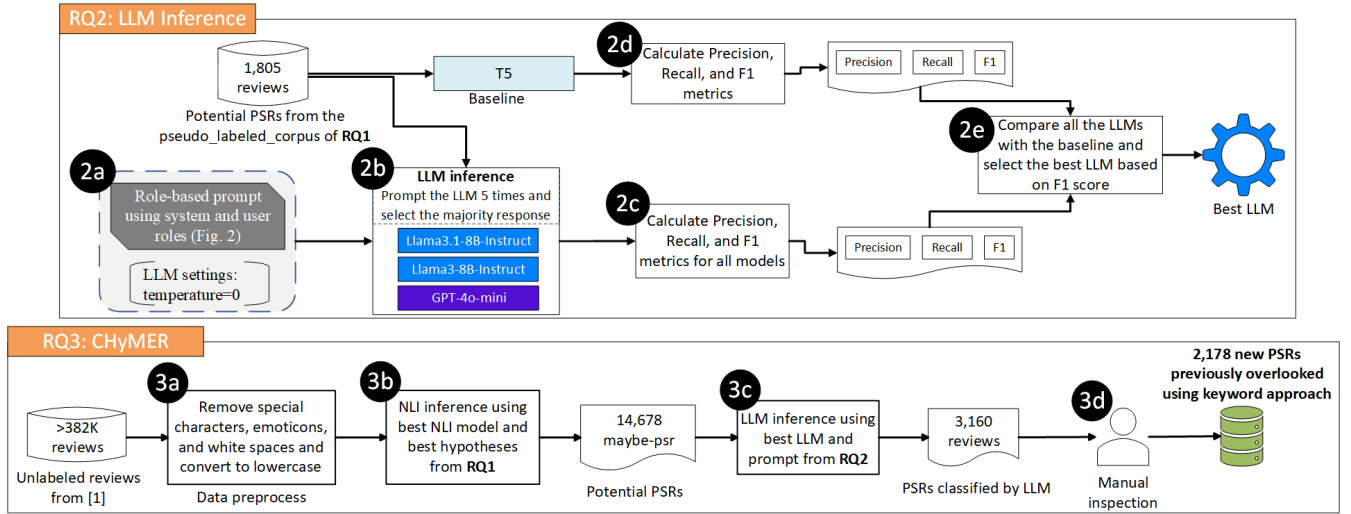 RQ2: LLM Inference
1,805
reviews
Potential PSRs from the
pseudo_labeled_corpus of RQ1
T5
Baseline
2d
Calculate Precision,
Recall, and F1
metrics
Precision
Recall
F1
2a
Role-based prompt
using system and user
roles (Fig. 2)
LLM settings:
temperature=0
2b
LLM inference
Prompt the LLM 5 times and
select the majority response
Llama3.1-8B-Instruct
Llama3-8B-Instruct
GPT-4o-mini
2c
Calculate Precision,
Recall, and F1
metrics for all models
Precision
Recall
F1
2e
Compare all the LLMs
with the baseline and
select the best LLM based
on F1 score
Best LLM
RQ3: CHyMER
>382K
reviews
Unlabeled reviews
from [1]
3a
Remove special
characters, emoticons,
and white spaces and
convert to lowercase
Data preprocess
3b
NLI inference using
best NLI model and
best hypotheses
from RQ1
14,678
maybe-psr
Potential PSRs
3c
LLM inference using
best LLM and
prompt from RQ2
3,160
reviews
PSRs classified by LLM
3d
Manual
inspection
2,178 new PSRs
previously overlooked
using keyword approach